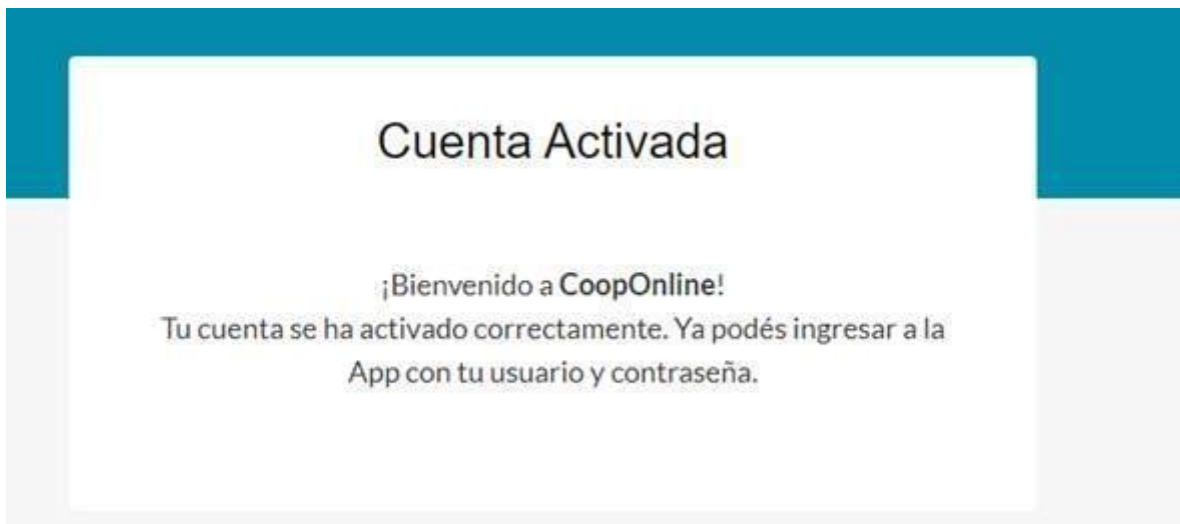 Cuenta Activada
¡Bienvenido a CoopOnline!
Tu cuenta se ha activado correctamente. Ya podés ingresar a la
App con tu usuario y contraseña.